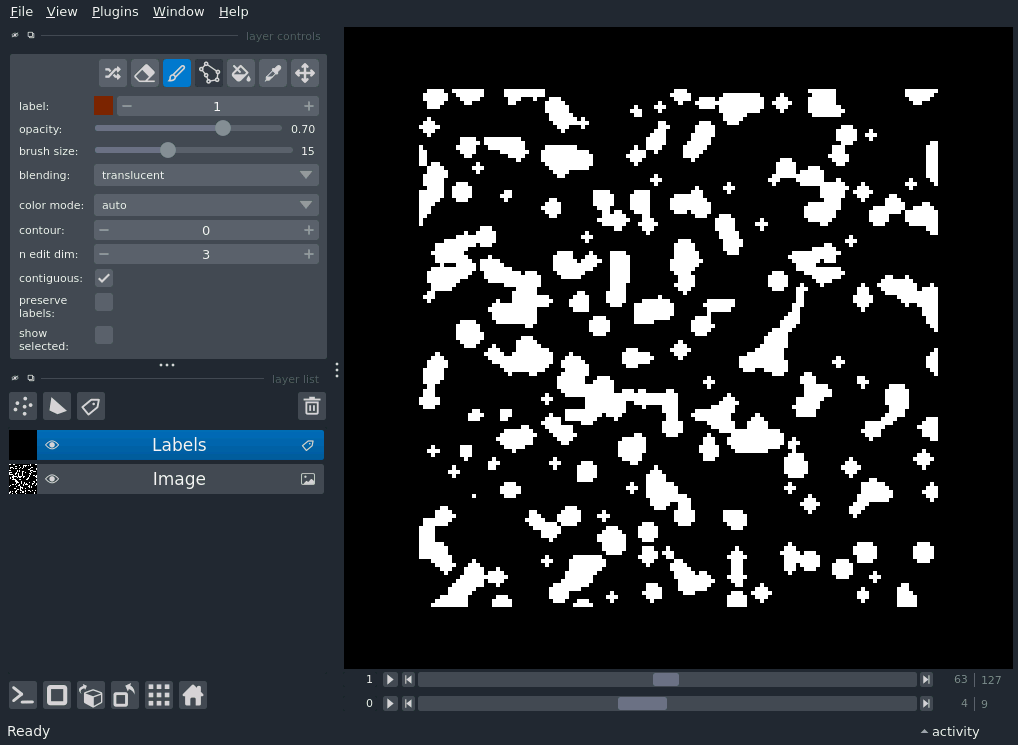 File View Plugins Window Help
layer controls
label: 1
opacity: 0.70
brush size: 15
blending: translucent
color mode: auto
contour: 0
n edit dim: 3
contiguous:
preserve
labels:
show
selected:
layer list
Labels
Image
1 63 127
0 4 9
Ready activity